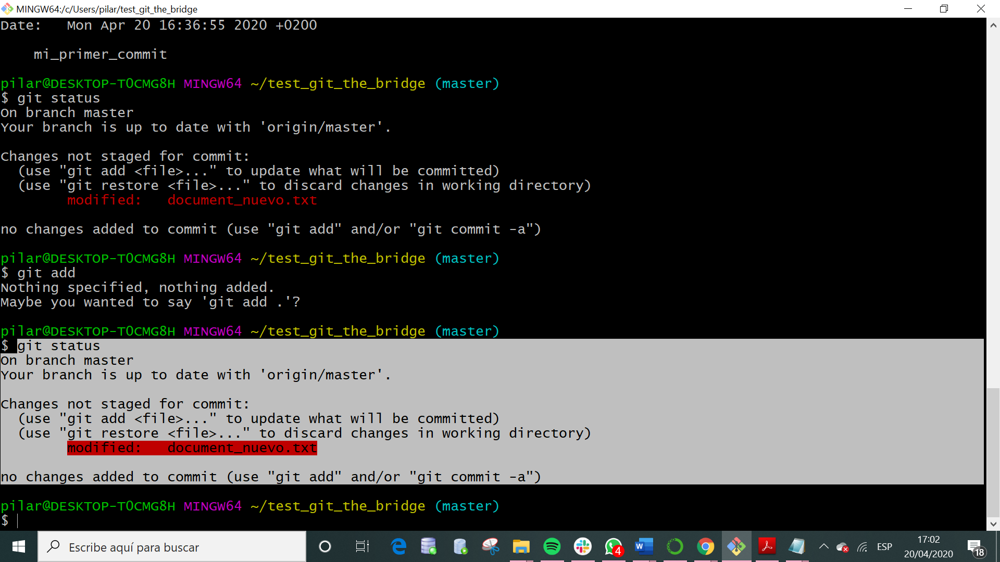 MINGW64:/c/Users/pilar/test_git_the_bridge
Date:   Mon Apr 20 16:36:55 2020 +0200
    mi_primer_commit
pilar@DESKTOP-T0CMG8H MINGW64 ~/test_git_the_bridge (master)
$ git status
On branch master
Your branch is up to date with 'origin/master'.
Changes not staged for commit:
  (use "git add <file>..." to update what will be committed)
  (use "git restore <file>..." to discard changes in working directory)
        modified:   document_nuevo.txt
no changes added to commit (use "git add" and/or "git commit -a")
pilar@DESKTOP-T0CMG8H MINGW64 ~/test_git_the_bridge (master)
$ git add
Nothing specified, nothing added.
Maybe you wanted to say 'git add .'?
pilar@DESKTOP-T0CMG8H MINGW64 ~/test_git_the_bridge (master)
$ git status
On branch master
Your branch is up to date with 'origin/master'.
Changes not staged for commit:
  (use "git add <file>..." to update what will be committed)
  (use "git restore <file>..." to discard changes in working directory)
        modified:   document_nuevo.txt
no changes added to commit (use "git add" and/or "git commit -a")
pilar@DESKTOP-T0CMG8H MINGW64 ~/test_git_the_bridge (master)
$
Escribe aquí para buscar
4
W
ESP
17:02
20/04/2020
18